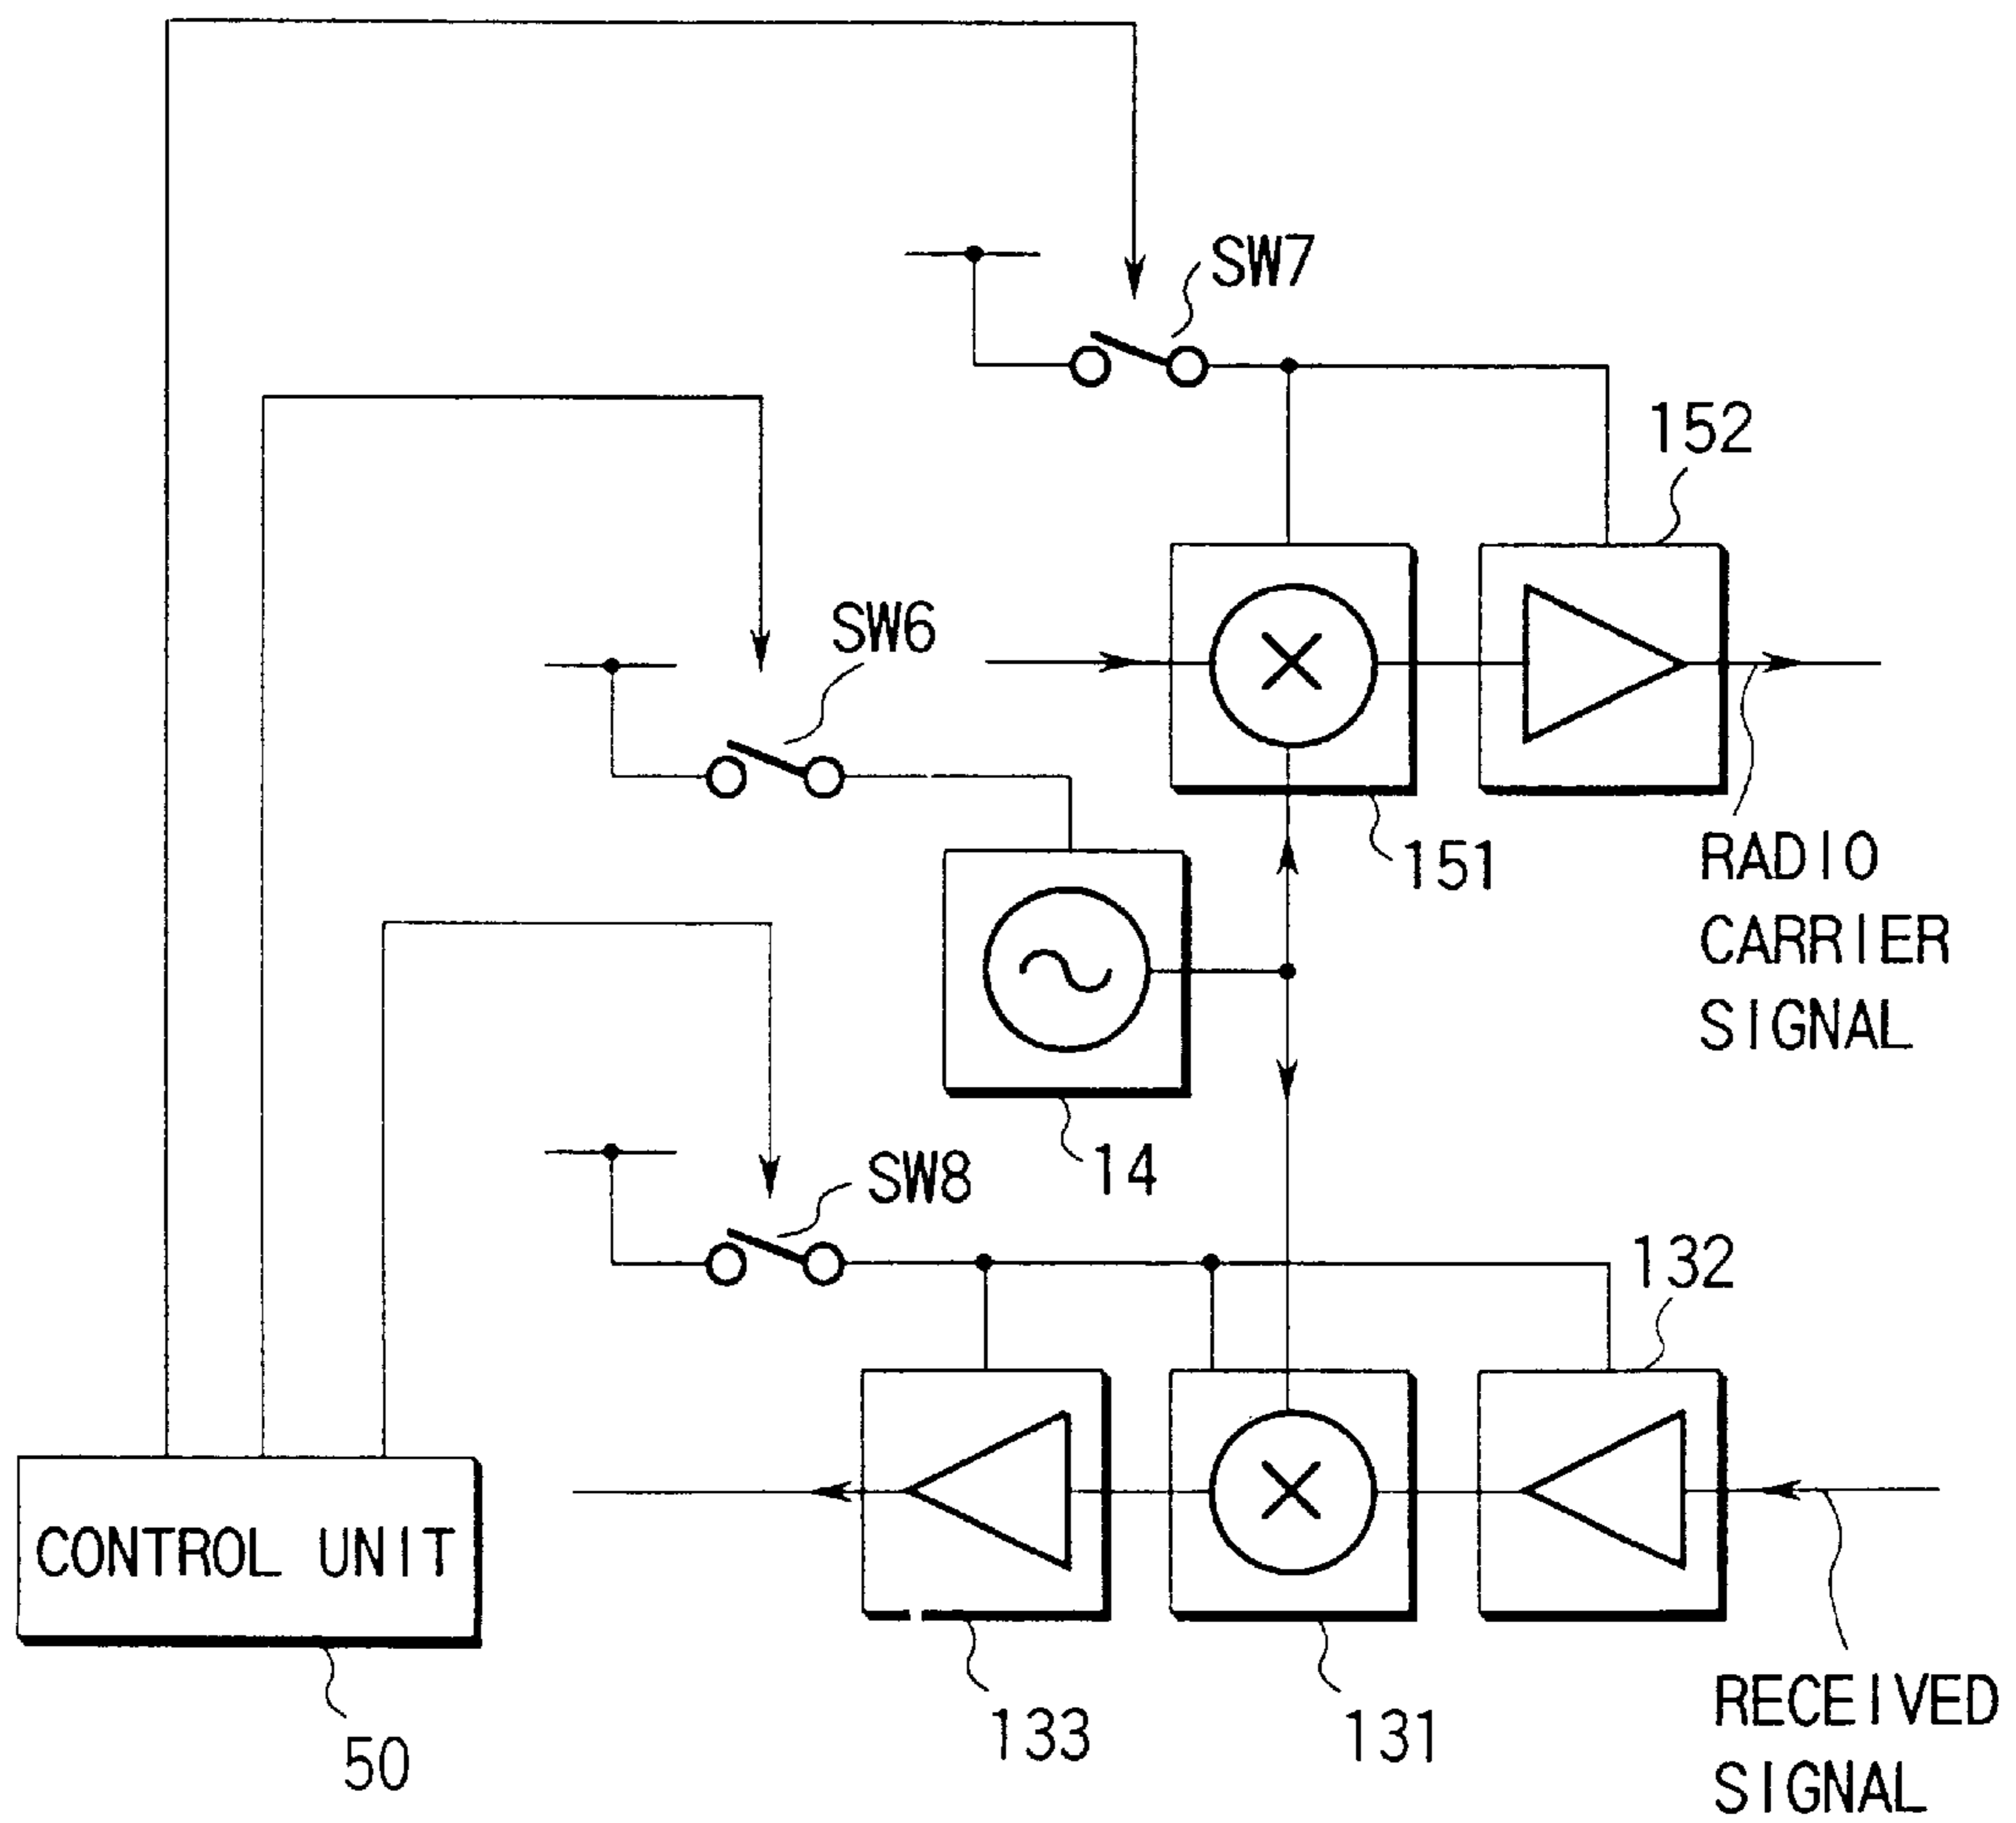 SW7
152
SW6
151
RADIO
CARRIER
SIGNAL
14
SW8
132
CONTROL UNIT
50
133
131
RECEIVED
SIGNAL